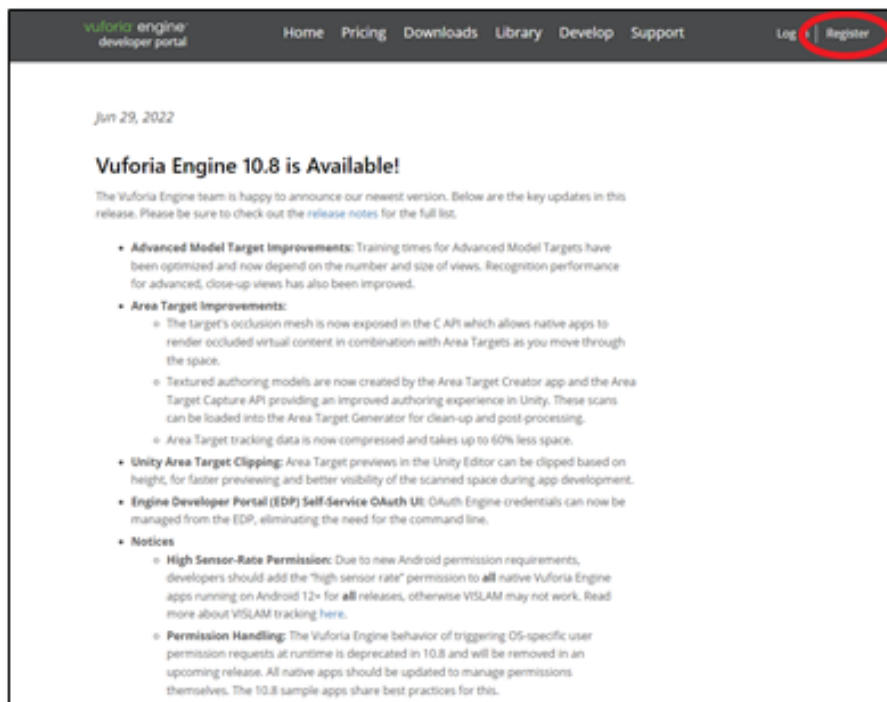 vuforia engine
developer portal
Home Pricing Downloads Library Develop Support
Log Register
Jun 29, 2022
Vuforia Engine 10.8 is Available!
The Vuforia Engine team is happy to announce our newest version. Below are the key updates in this
release. Please be sure to check out the release notes for the full list.
• Advanced Model Target Improvements: Training times for Advanced Model Targets have
been optimized and now depend on the number and size of views. Recognition performance
for advanced, close-up views has also been improved.
• Area Target Improvements:
o The target's occlusion mesh is now exposed in the C API which allows native apps to
render occluded virtual content in combination with Area Targets as you move through
the space.
o Textured authoring models are now created by the Area Target Creator app and the Area
Target Capture API providing an improved authoring experience in Unity. These scans
can be loaded into the Area Target Generator for clean-up and post-processing.
o Area Target tracking data is now compressed and takes up to 60% less space.
• Unity Area Target Clipping: Area Target previews in the Unity Editor can be clipped based on
height, for faster previewing and better visibility of the scanned space during app development.
• Engine Developer Portal (EDP) Self-Service OAuth UI: OAuth Engine credentials can now be
managed from the EDP, eliminating the need for the command line.
• Notices
o High Sensor-Rate Permission: Due to new Android permission requirements,
developers should add the "high sensor rate" permission to all native Vuforia Engine
apps running on Android 12+ for all releases, otherwise VISLAM may not work. Read
more about VISLAM tracking here.
o Permission Handling: The Vuforia Engine behavior of triggering OS-specific user
permission requests at runtime is deprecated in 10.8 and will be removed in an
upcoming release. All native apps should be updated to manage permissions
themselves. The 10.8 sample apps share best practices for this.